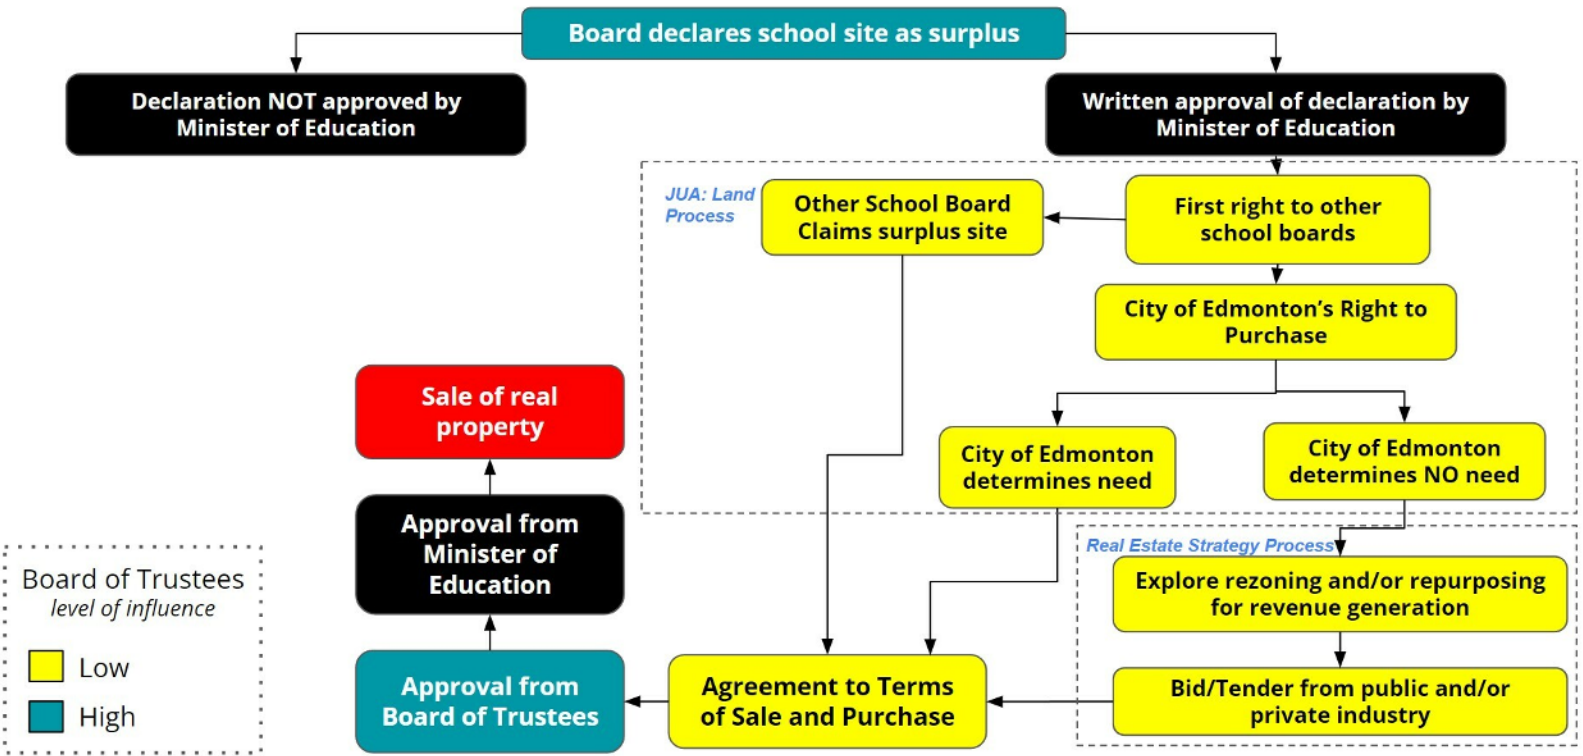 Board declares school site as surplus
Declaration NOT approved by
Minister of Education
Written approval of declaration by
Minister of Education
JUA: Land
Process
Other School Board
Claims surplus site
First right to other
school boards
City of Edmonton's Right to
Purchase
Sale of real
property
City of Edmonton
determines need
City of Edmonton
determines NO need
Approval from
Minister of
Education
Real Estate Strategy Process
Explore rezoning and/or repurposing
for revenue generation
Board of Trustees
level of influence
Low
High
Approval from
Board of Trustees
Agreement to Terms
of Sale and Purchase
Bid/Tender from public and/or
private industry